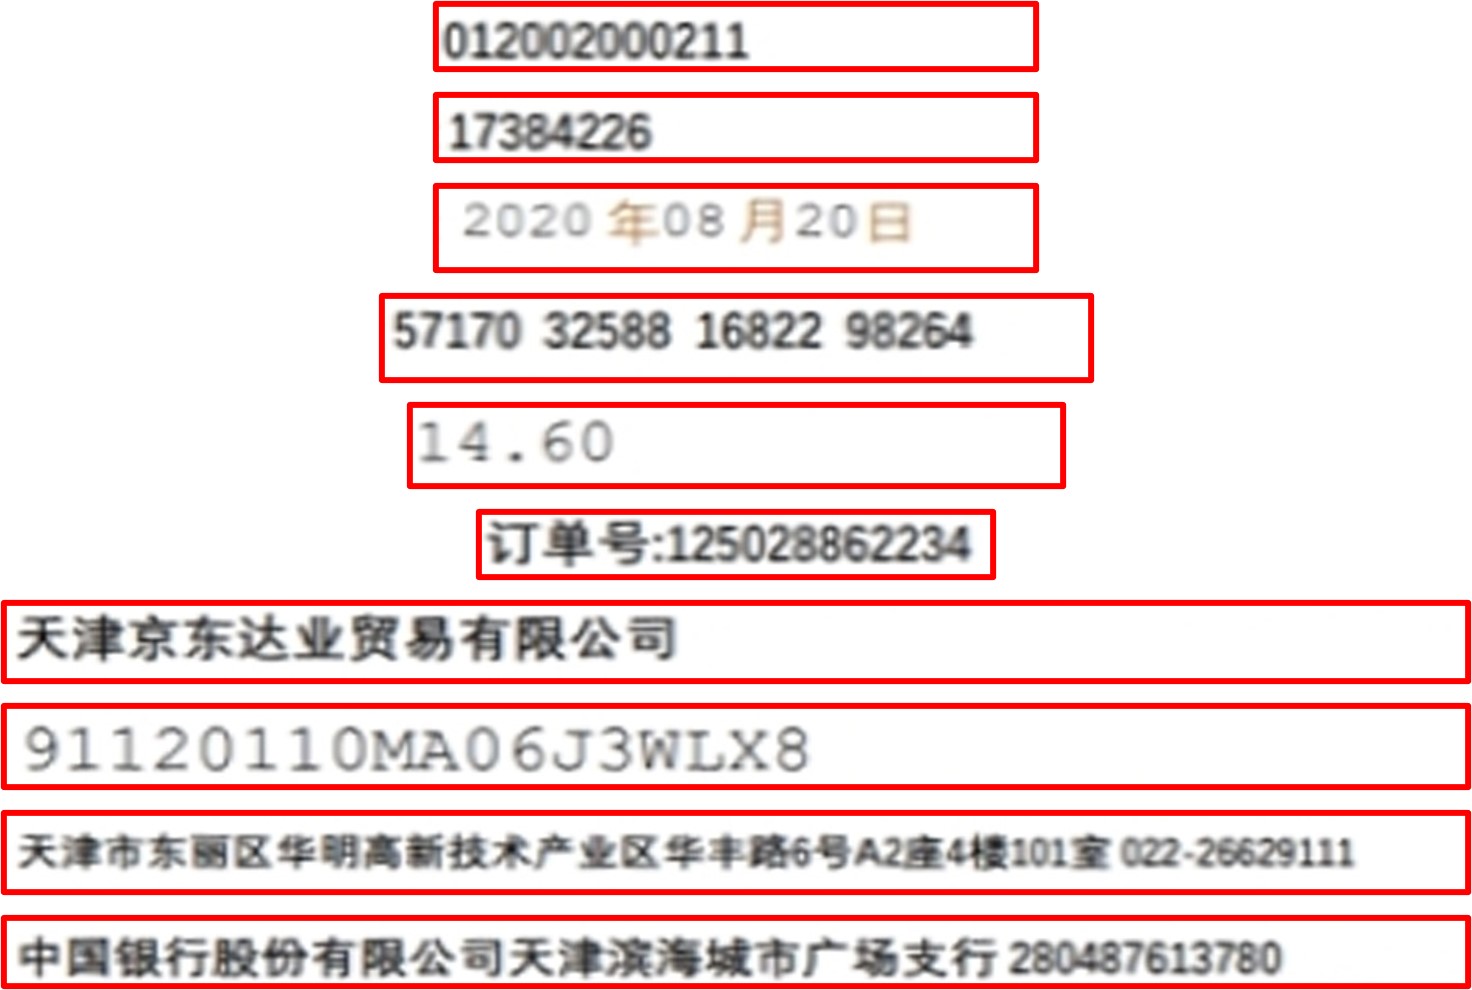 012002000211
17384226
2020 年08月20日
57170 32588 16822 98264
14.60
订单号:125028862234
天津京东达业贸易有限公司
91120110MA06J3WLX8
天津市东丽区华明高新技术产业区华丰路6号A2座4楼101室 022-26629111
中国银行股份有限公司天津滨海城市广场支行 280487613780